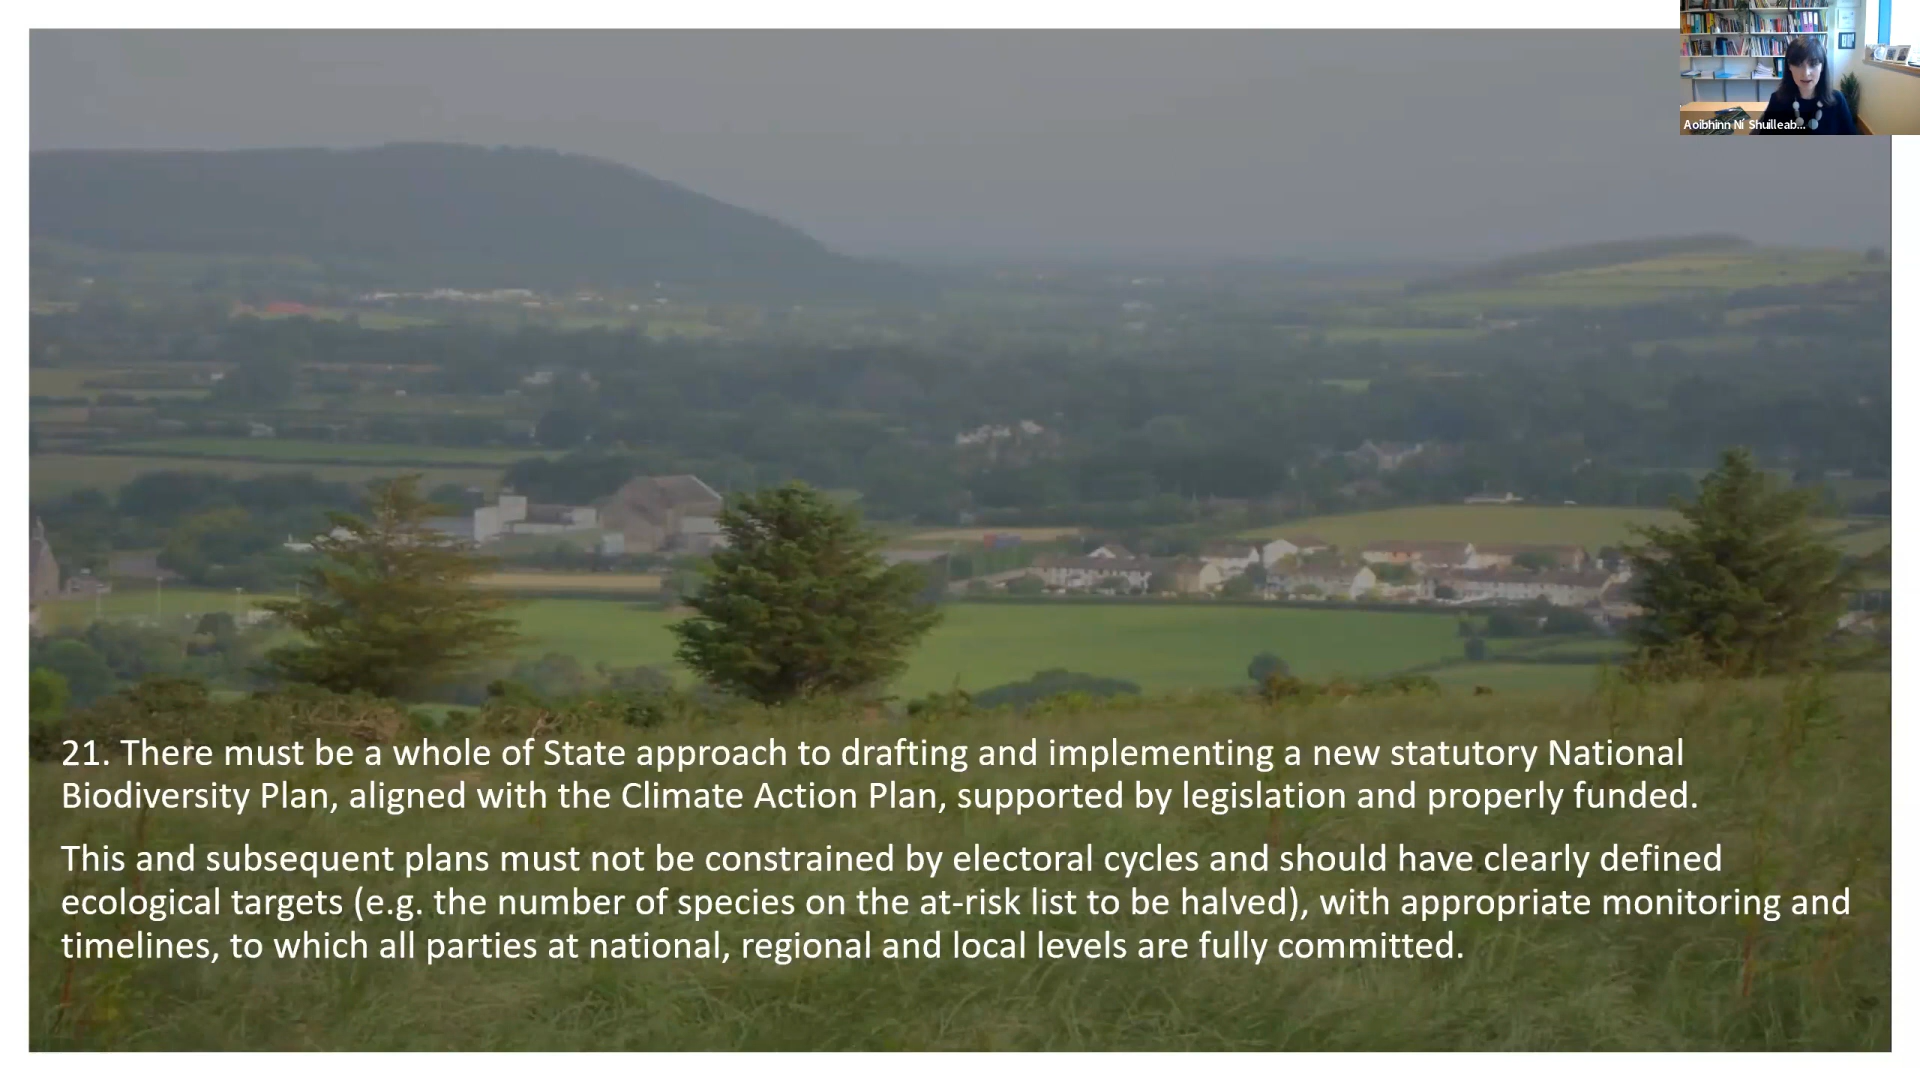 Aoibhinn Ní Shuilleab...
21. There must be a whole of State approach to drafting and implementing a new statutory National
Biodiversity Plan, aligned with the Climate Action Plan, supported by legislation and properly funded.
This and subsequent plans must not be constrained by electoral cycles and should have clearly defined
ecological targets (e.g. the number of species on the at-risk list to be halved), with appropriate monitoring and
timelines, to which all parties at national, regional and local levels are fully committed.